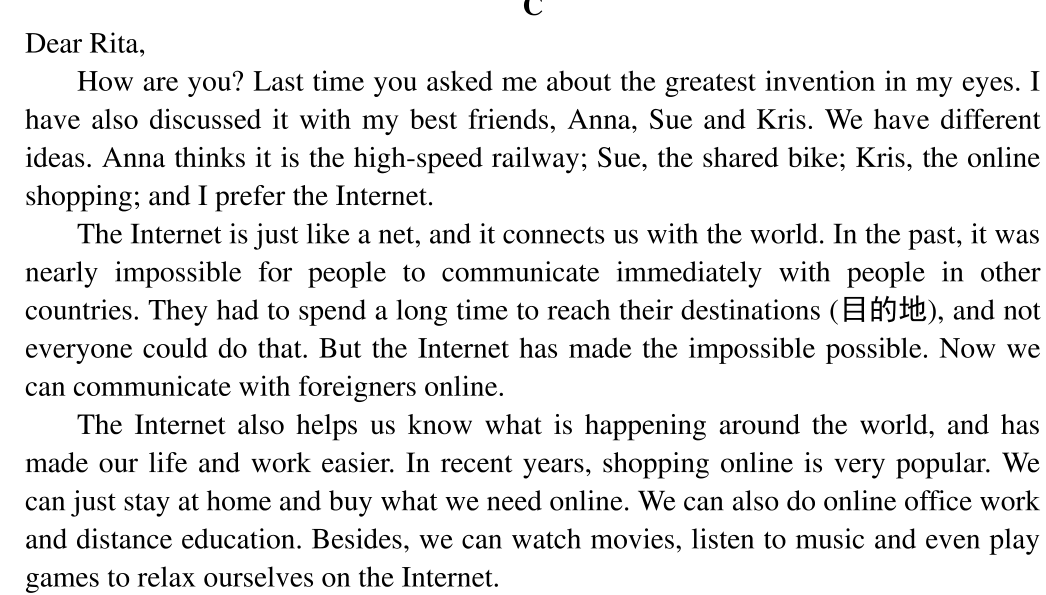 C
Dear Rita,
How are you? Last time you asked me about the greatest invention in my eyes. I
have also discussed it with my best friends, Anna, Sue and Kris. We have different
ideas. Anna thinks it is the high-speed railway; Sue, the shared bike; Kris, the online
shopping; and I prefer the Internet.
The Internet is just like a net, and it connects us with the world. In the past, it was
nearly impossible for people to communicate immediately with people in other
countries. They had to spend a long time to reach their destinations (目的地), and not
everyone could do that. But the Internet has made the impossible possible. Now we
can communicate with foreigners online.
The Internet also helps us know what is happening around the world, and has
made our life and work easier. In recent years, shopping online is very popular. We
can just stay at home and buy what we need online. We can also do online office work
and distance education. Besides, we can watch movies, listen to music and even play
games to relax ourselves on the Internet.